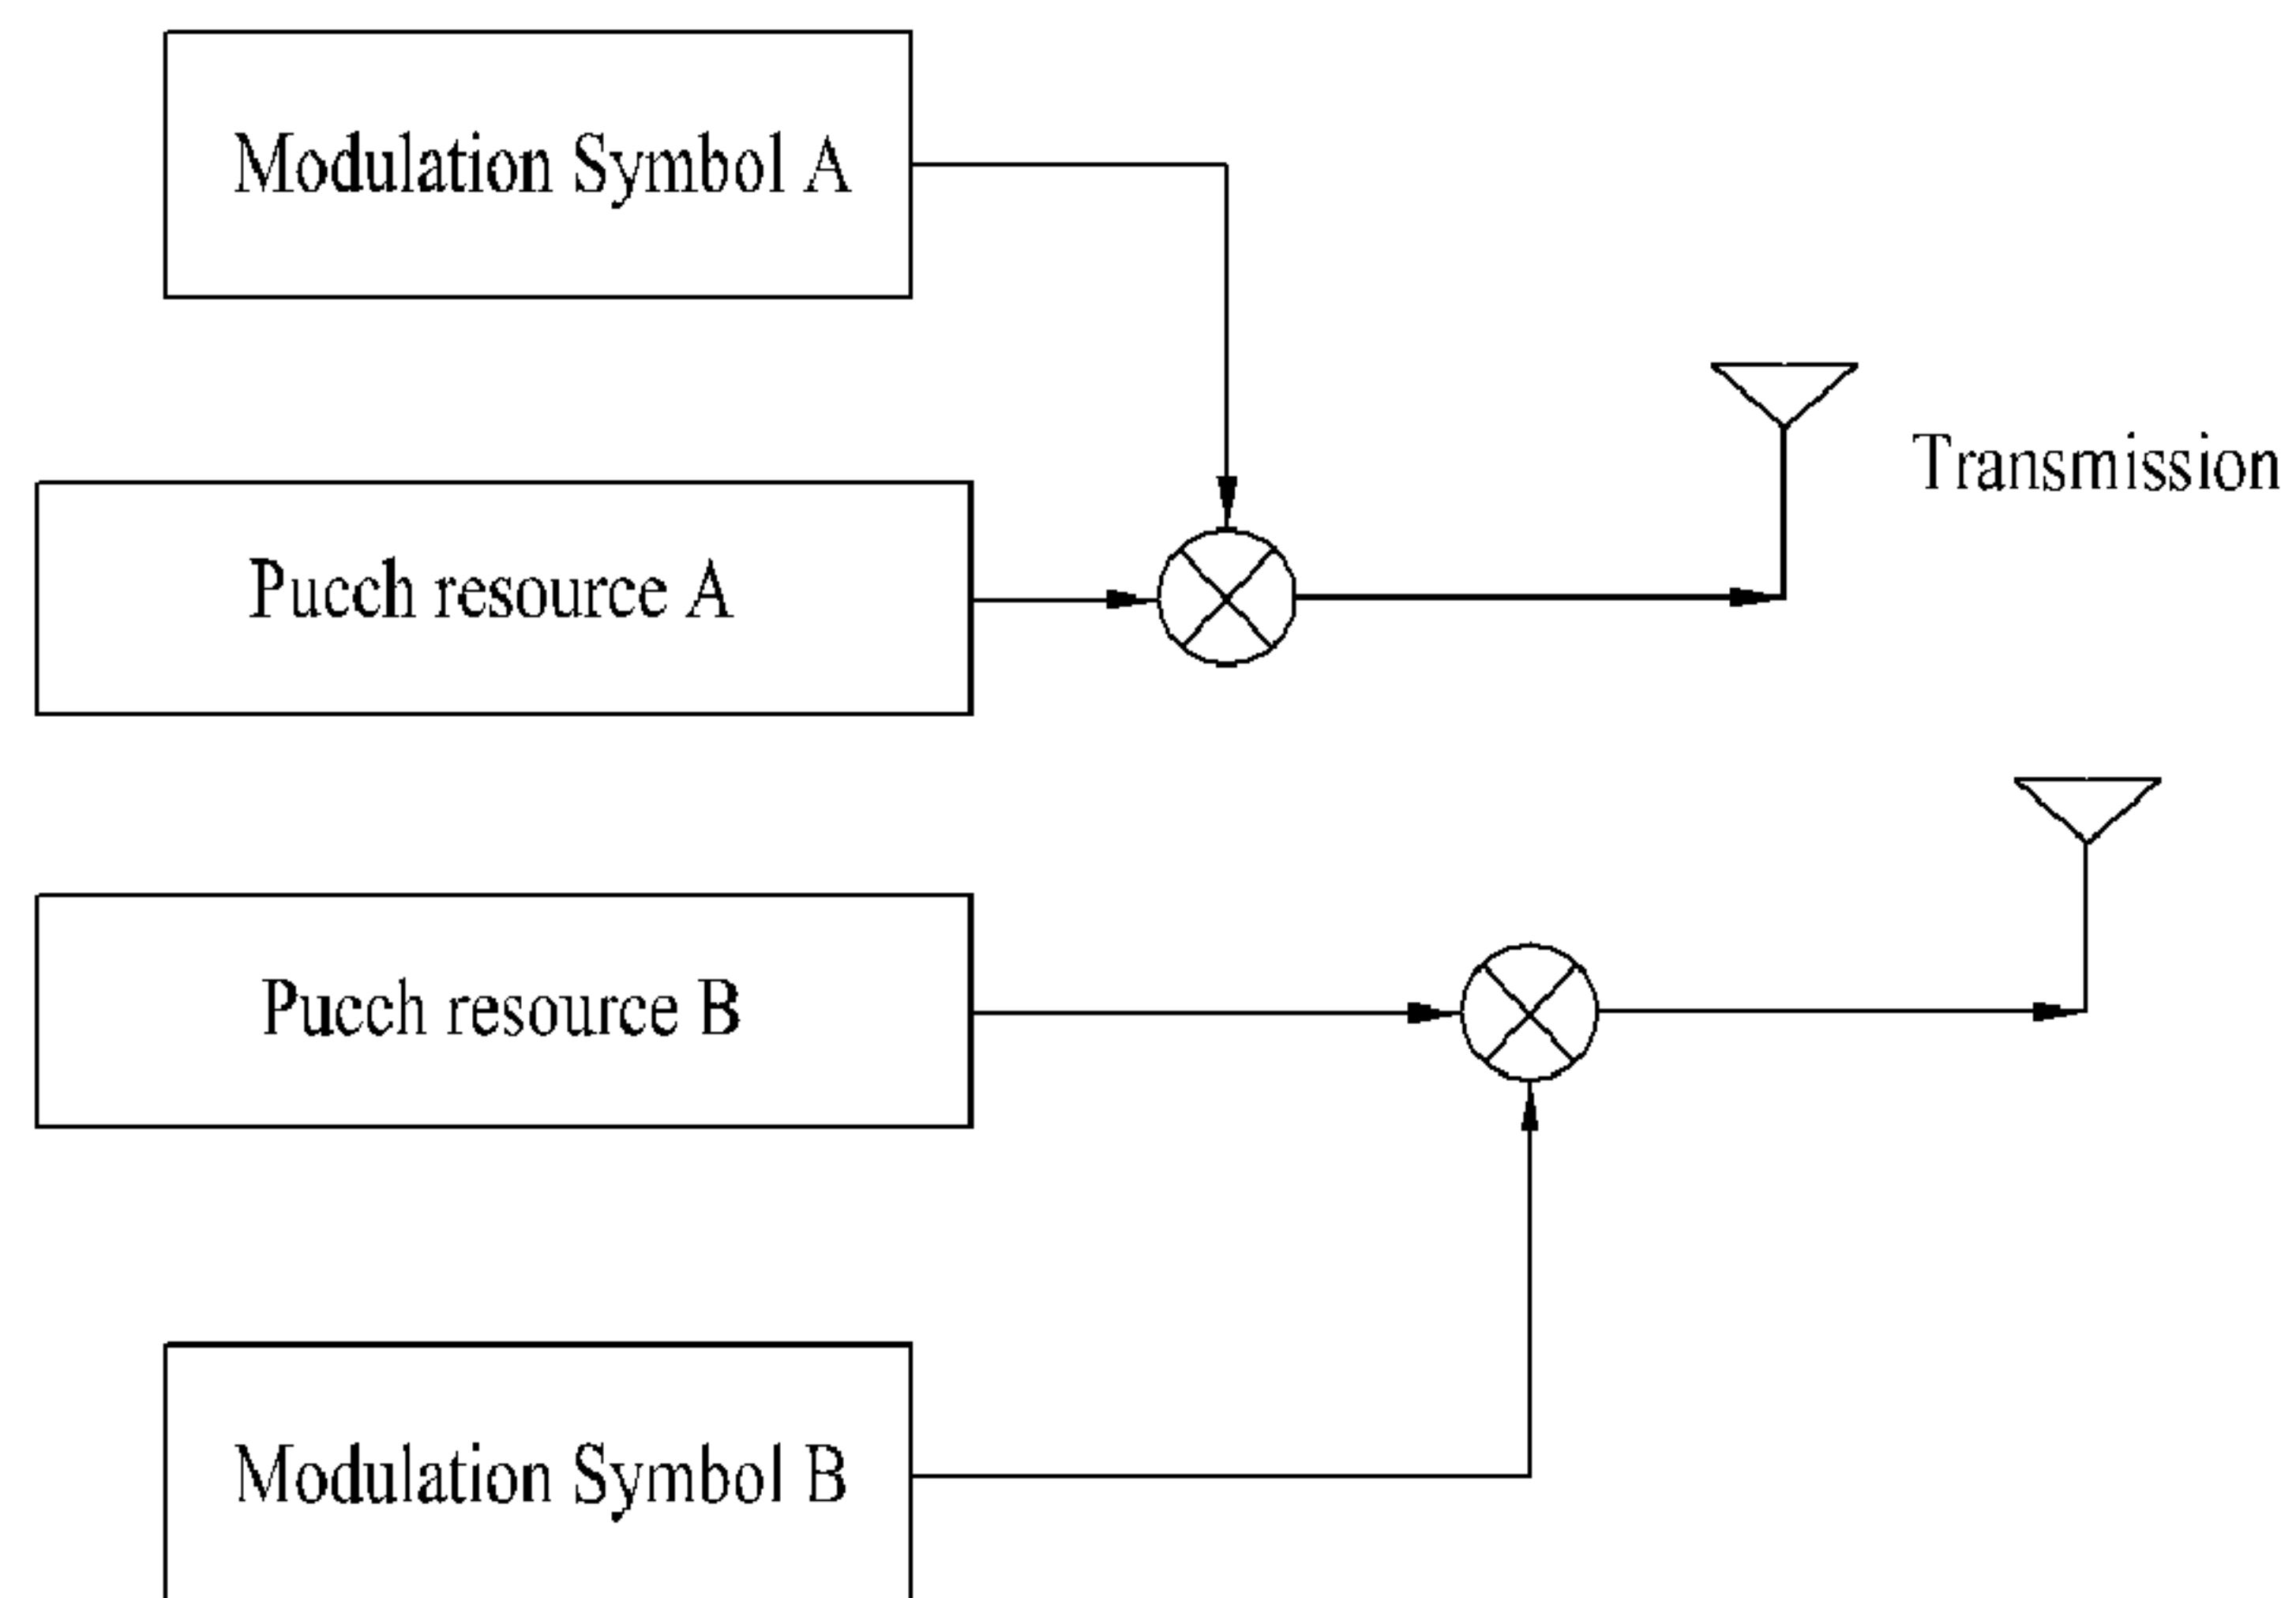 Modulation Symbol A
Transmission
Pucch resource A
Pucch resource B
Modulation Symbol B